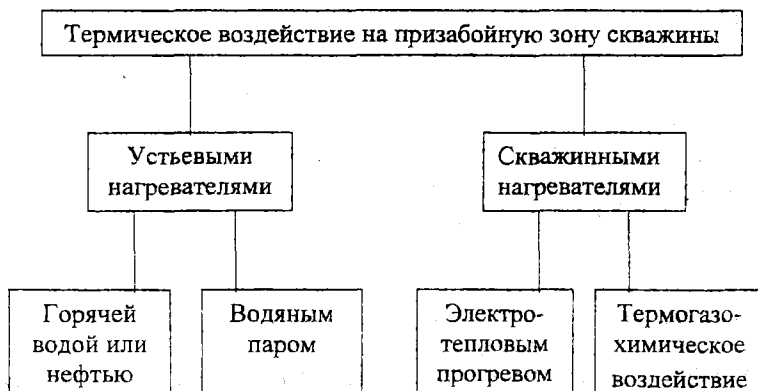 Термическое воздействие на призабойную зону скважины
Устьевыми
нагревателями
Скважинными
нагревателями
Горячей
водой или
нефтью
Водяным
паром
Электро-
тепловым
прогревом
Термогазо-
химическое
воздействие